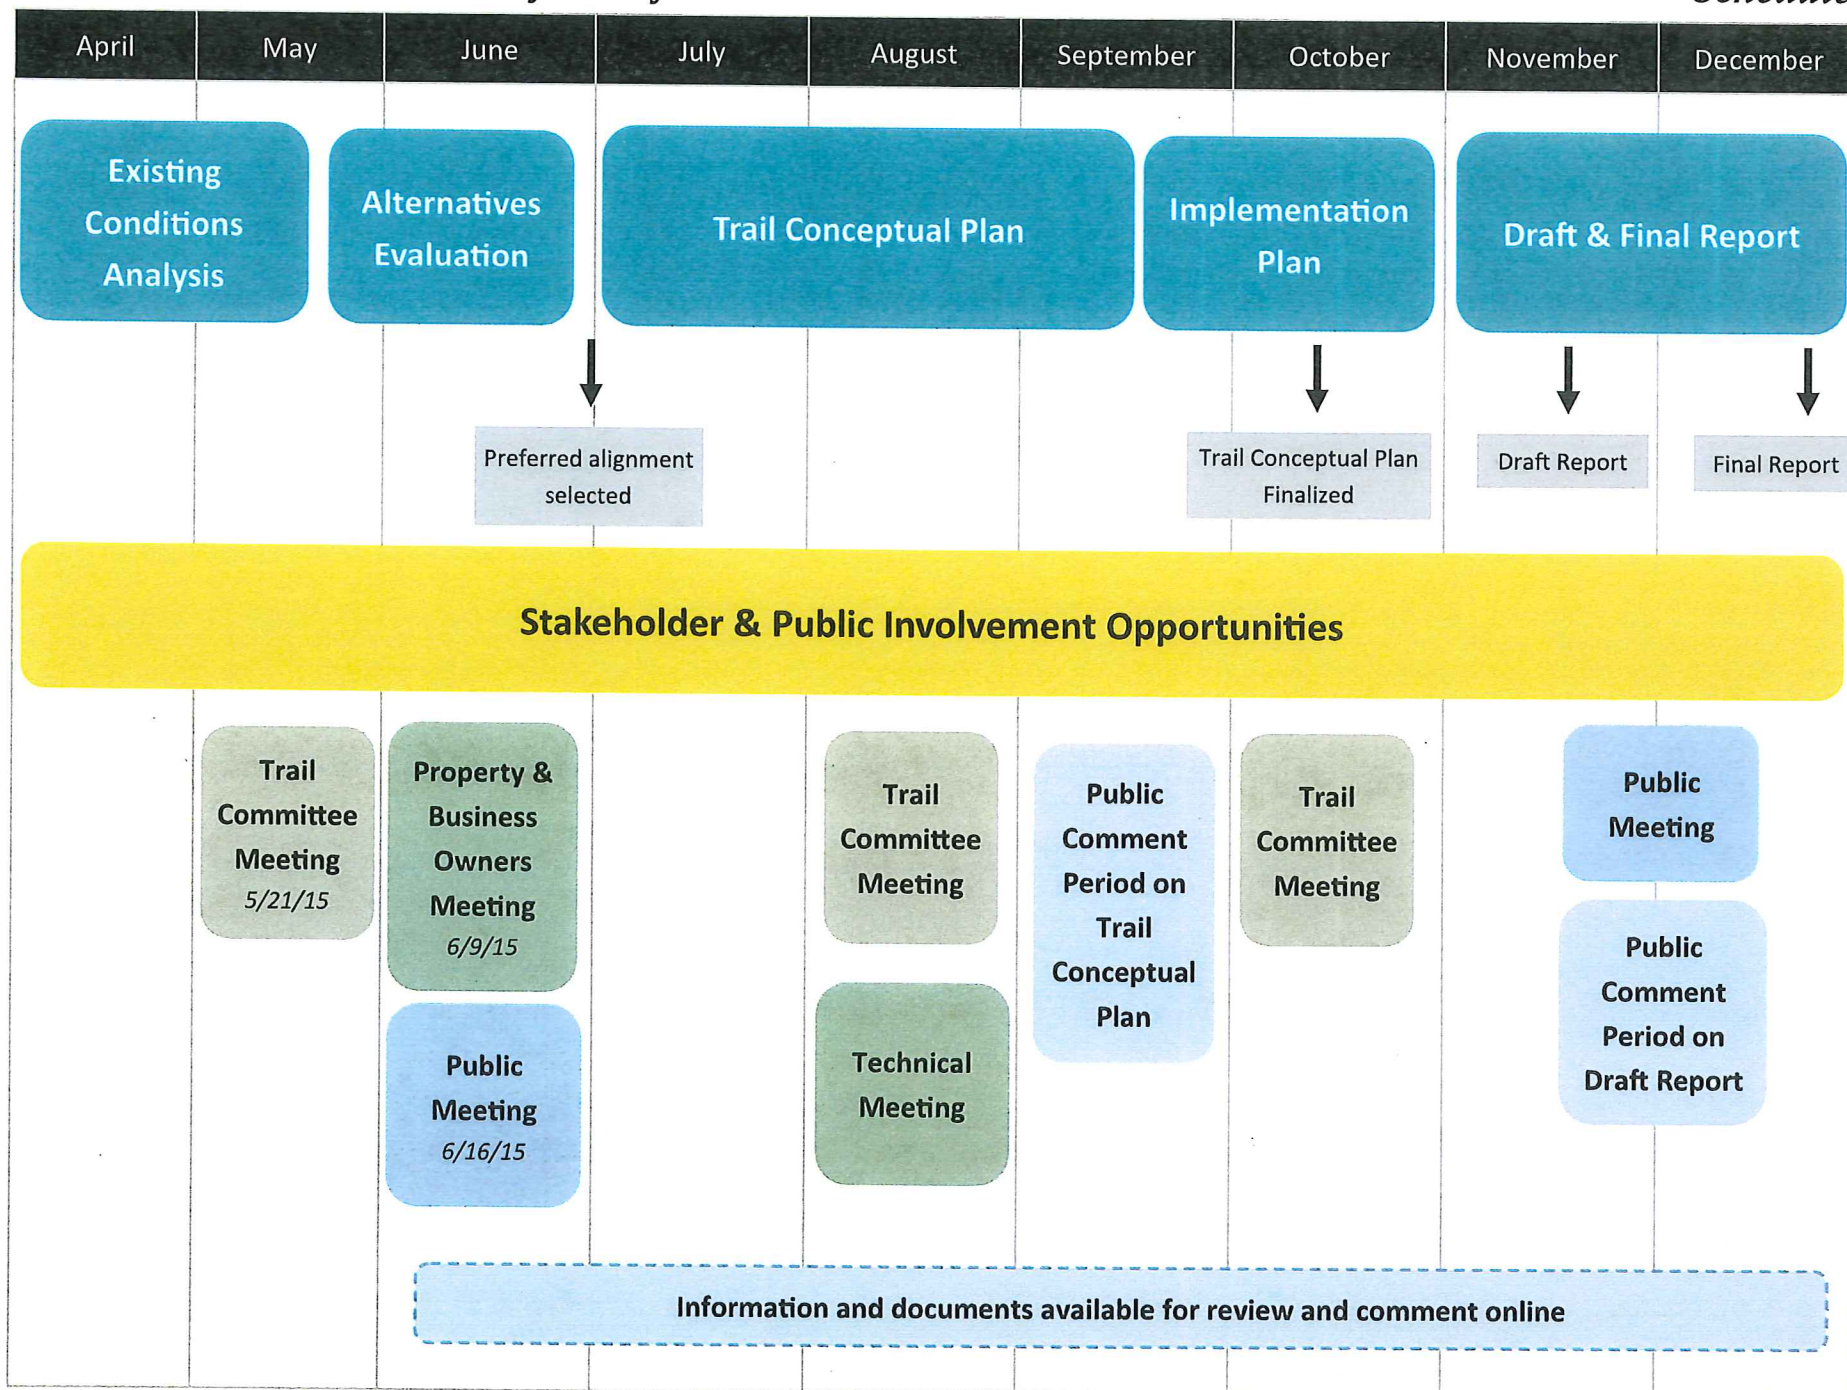 April
May
June
July
August
September
October
November
December
Existing
Conditions
Analysis
Alternatives
Evaluation
Trail Conceptual Plan
Implementation
Plan
Draft & Final Report
Preferred alignment
selected
Trail Conceptual Plan
Finalized
Draft Report
Final Report
Stakeholder & Public Involvement Opportunities
Trail
Committee
Meeting
5/21/15
Property &
Business
Owners
Meeting
6/9/15
Public
Meeting
6/16/15
Trail
Committee
Meeting
Technical
Meeting
Public
Comment
Period on
Trail
Conceptual
Plan
Trail
Committee
Meeting
Public
Meeting
Public
Comment
Period on
Draft Report
Information and documents available for review and comment online